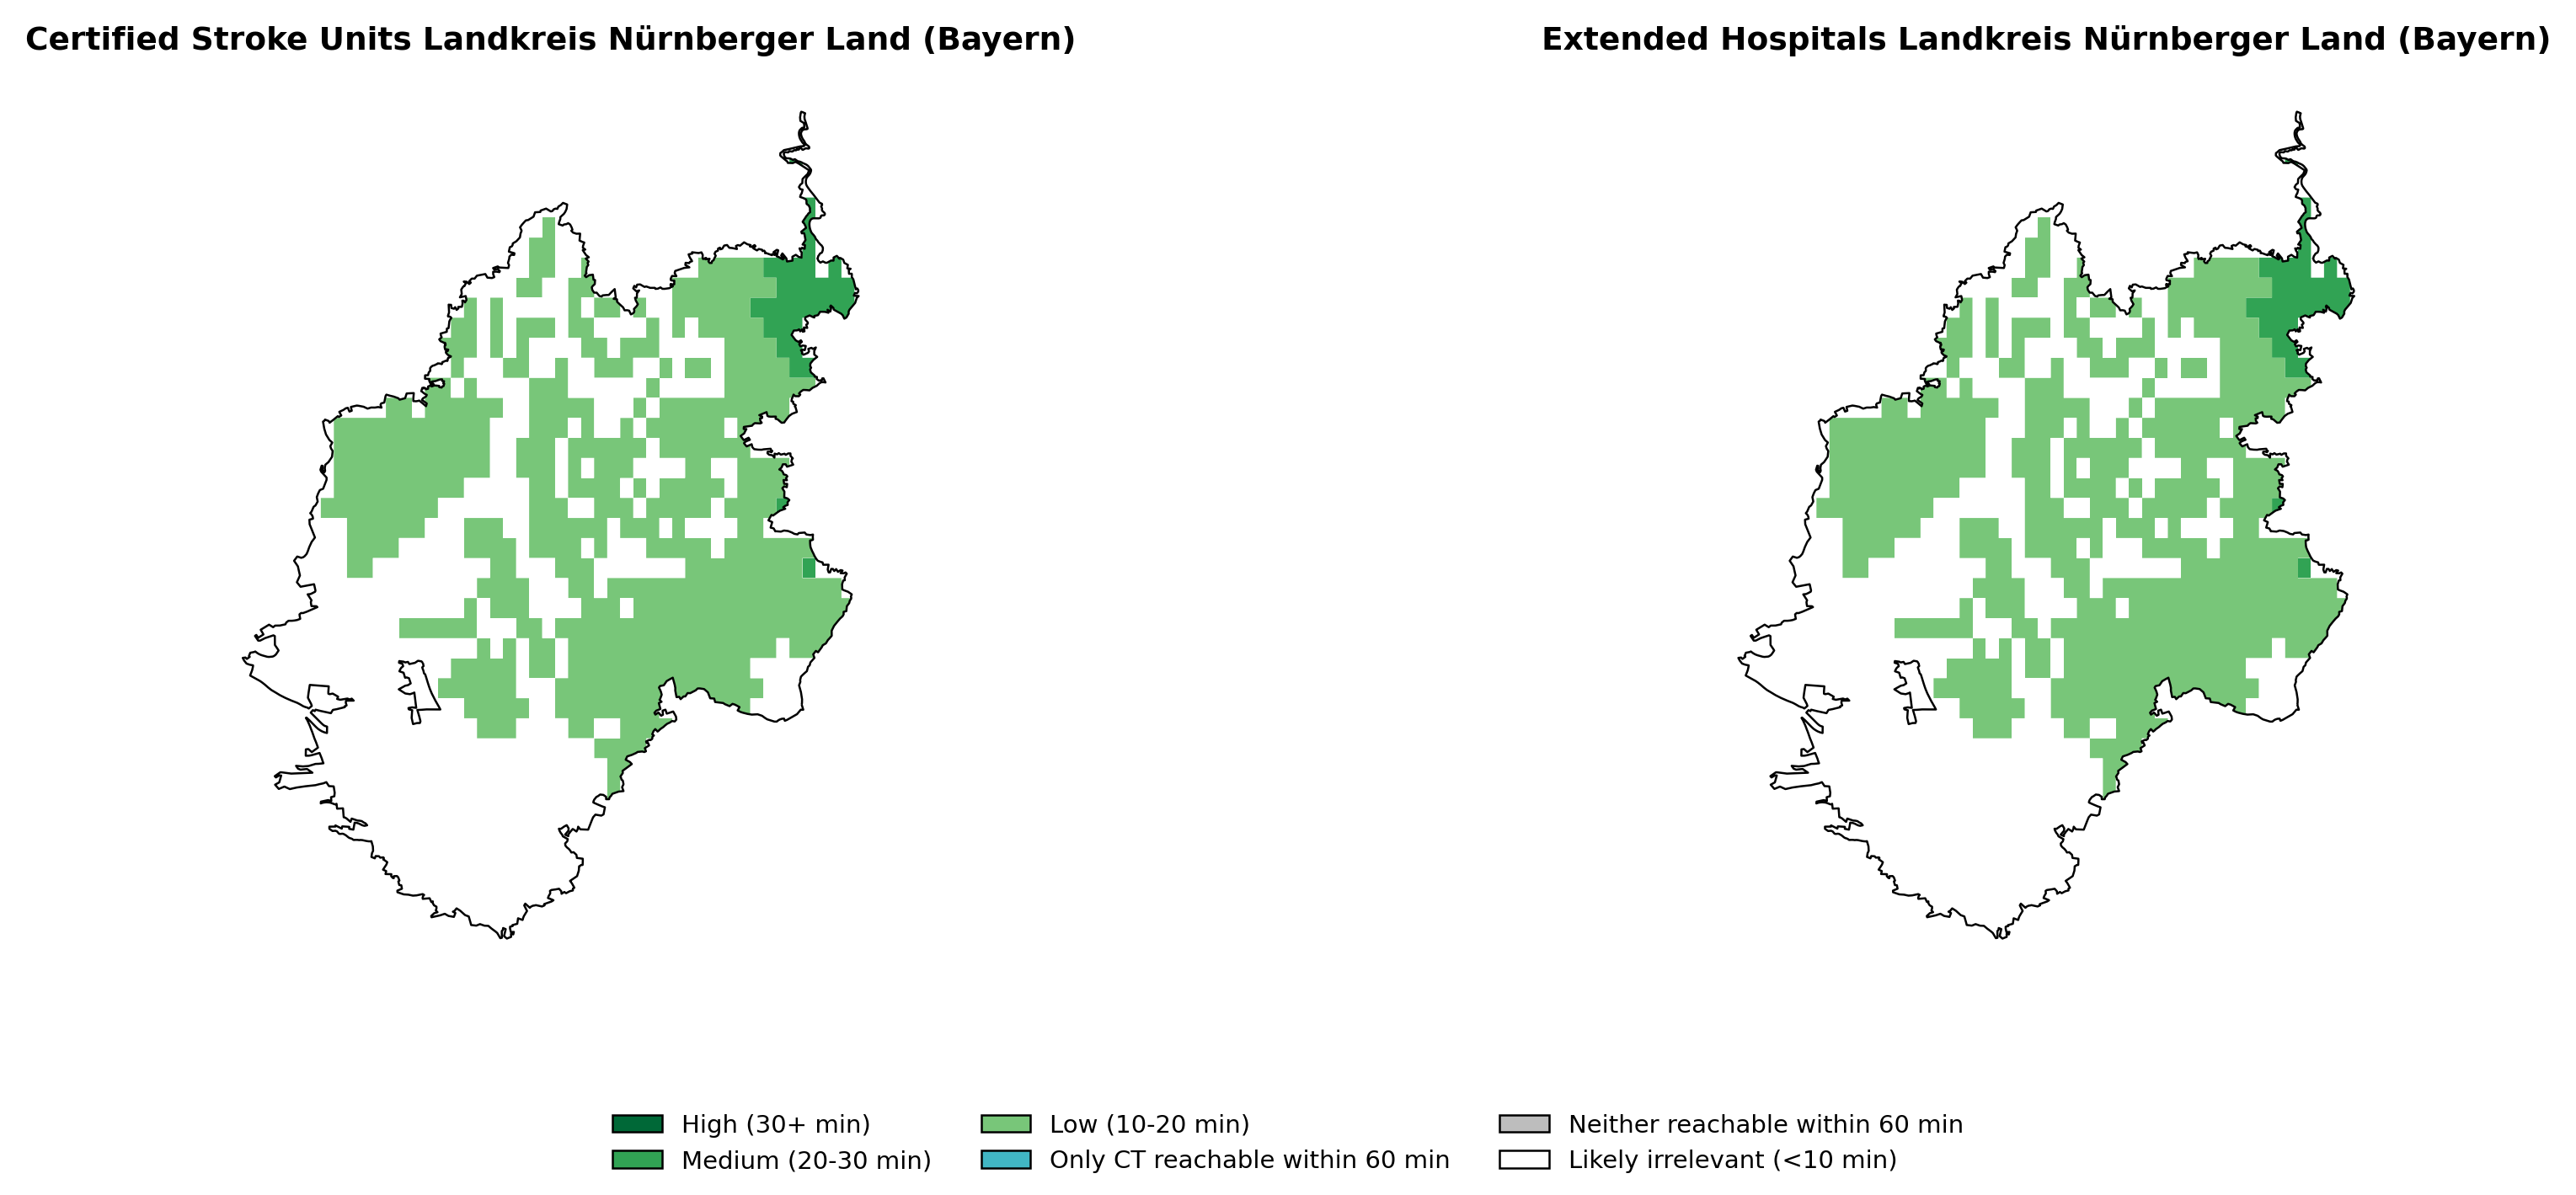 Certified Stroke Units Landkreis Nürnberger Land (Bayern)
Extended Hospitals Landkreis Nürnberger Land (Bayern)
High (30+ min)
Medium (20-30 min)
Low (10-20 min)
Only CT reachable within 60 min
Neither reachable within 60 min
Likely irrelevant (<10 min)